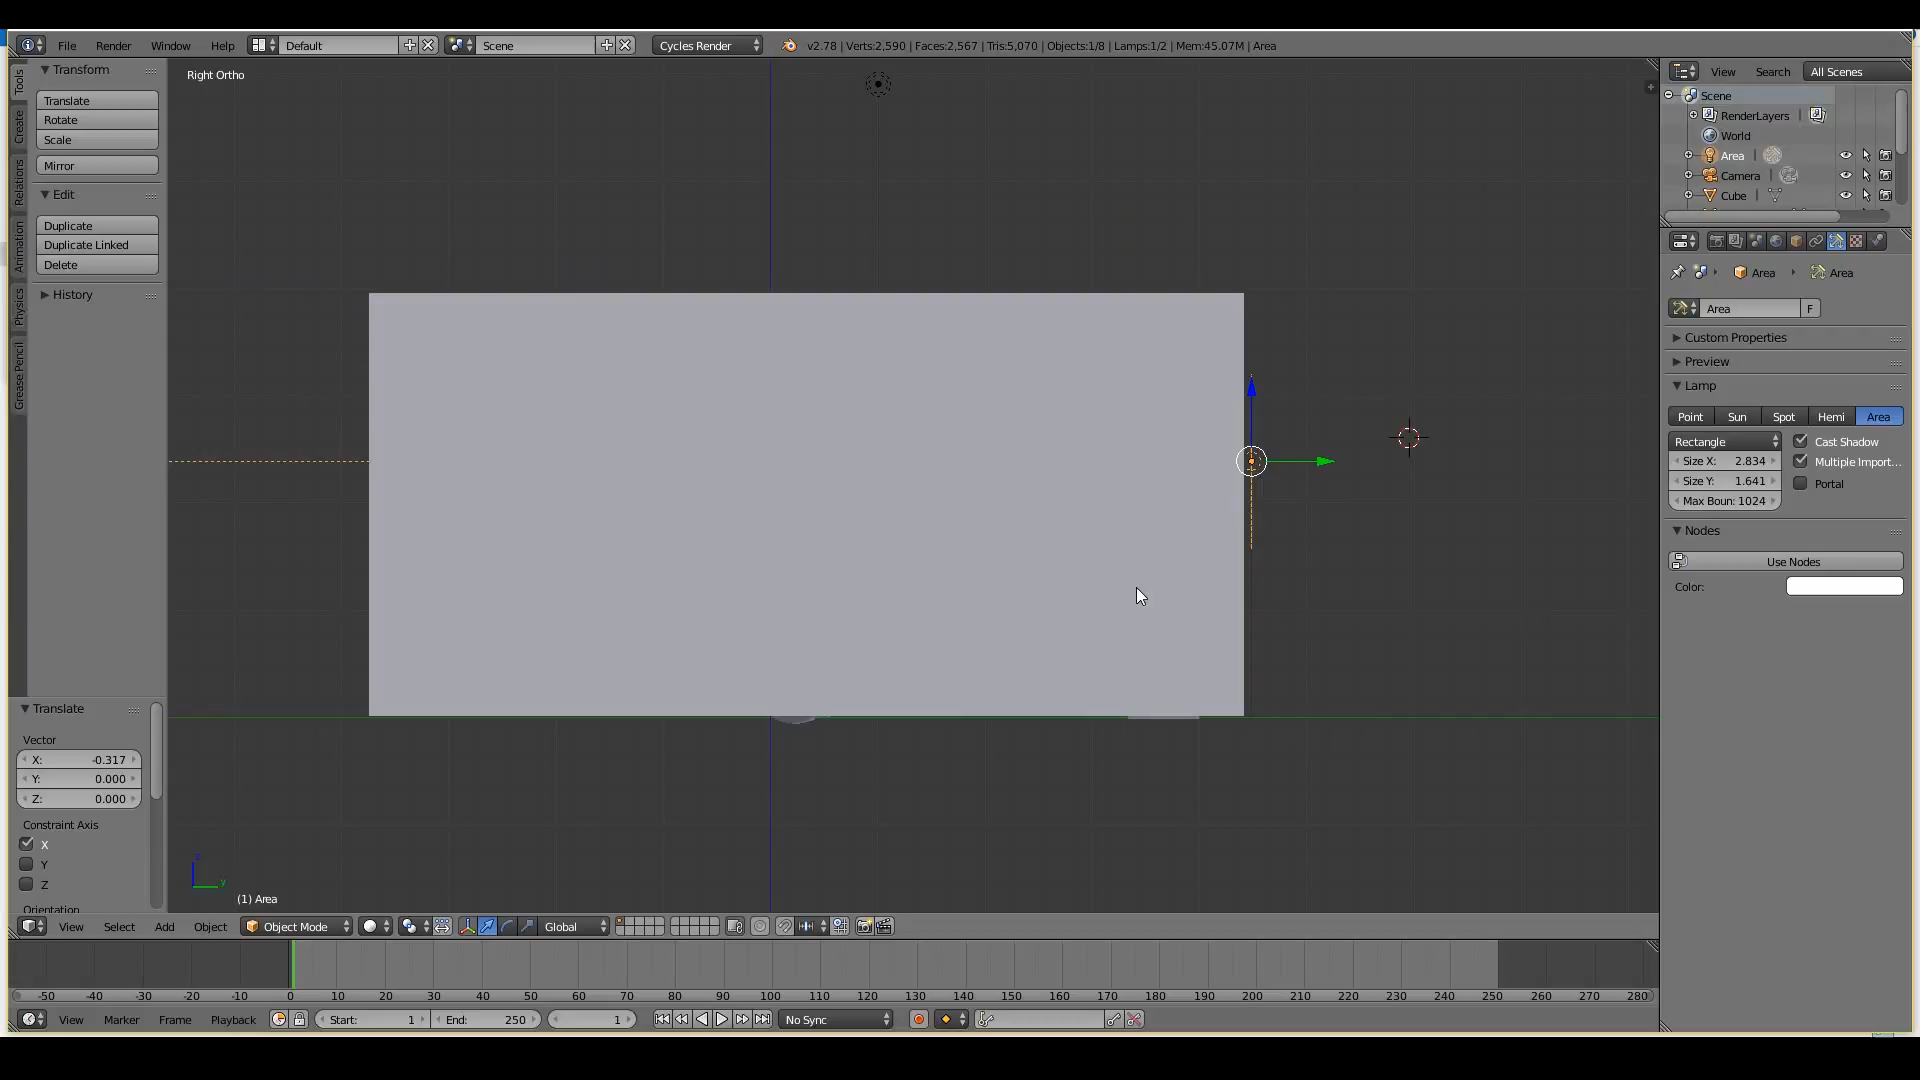 File Render Window Help Default Scene Cycles Render v2.78 | Verts:2,590 | Faces:2,567 | Tris:5,070 | Objects:1/8 | Lamps:1/2 | Mem:45.07M | Area
Tools
Create
Relations
Animation
Physics
Grease Pencil
Transform
Translate
Rotate
Scale
Mirror
Edit
Duplicate
Duplicate Linked
Delete
History
Translate
Vector
X: -0.317
Y: 0.000
Z: 0.000
Constraint Axis
X
Y
Z
Orientation
Right Ortho
z
y
(1) Area
View Select Add Object Object Mode Global
-50 -40 -30 -20 -10 0 10 20 30 40 50 60 70 80 90 100 110 120 130 140 150 160 170 180 190 200 210 220 230 240 250 260 270 280
View Marker Frame Playback Start: 1 End: 250 1 No Sync
View Search All Scenes
Scene
RenderLayers |
World
Area |
Camera |
Cube |
Area Area
Area F
Custom Properties
Preview
Lamp
Point Sun Spot Hemi Area
Rectangle Cast Shadow
Size X: 2.834 Multiple Import...
Size Y: 1.641 Portal
Max Boun: 1024
Nodes
Use Nodes
Color: